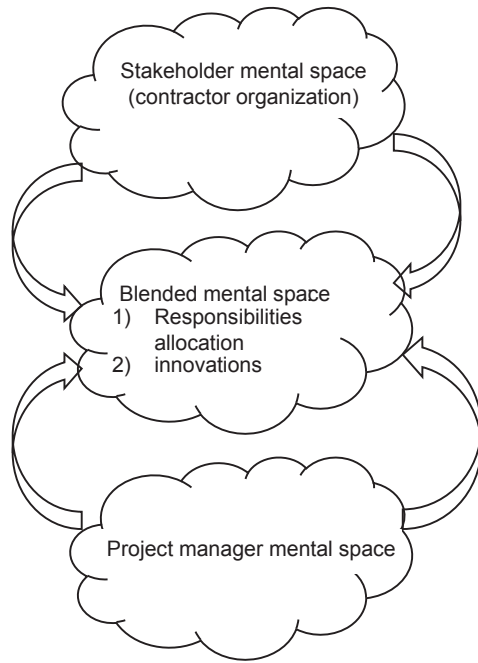 Stakeholder mental space
(contractor organization)
Blended mental space
1) Responsibilities
allocation
2) innovations
Project manager mental space